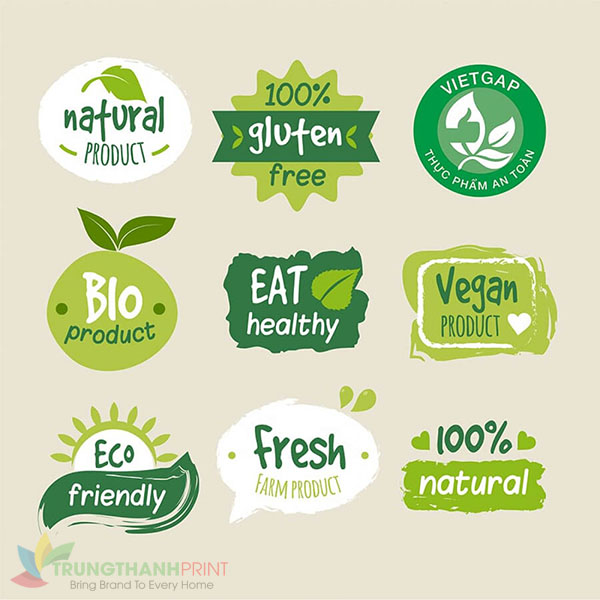 natural
PRODUCT
100%
gluten
free
VIETGAP
THỰC PHẨM AN TOÀN
BIO
product
EAT
healthy
Vegan
PRODUCT
Eco
friendly
Fresh
FARM PRODUCT
100%
natural
TRUNGTHANHPRINT
Bring Brand To Every Home